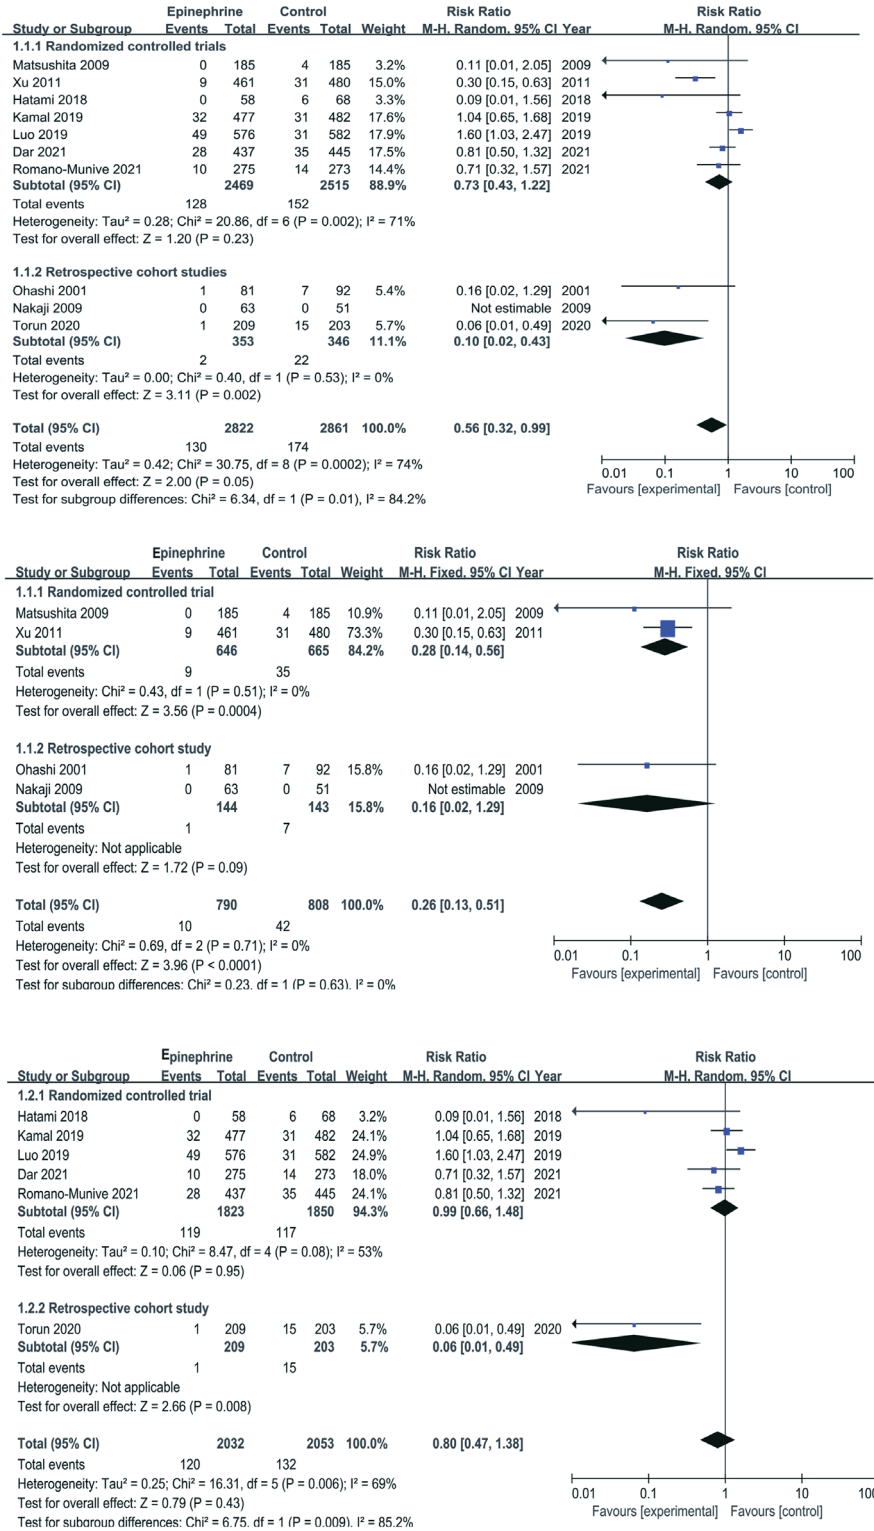 Epinephrine Control Risk Ratio Risk Ratio
Study or Subgroup Events Total Events Total Weight M-H, Random, 95% CI Year M-H, Random, 95% CI
1.1.1 Randomized controlled trials
Matsushita 2009 0 185 4 185 3.2% 0.11 [0.01, 2.05] 2009
Xu 2011 9 461 31 480 15.0% 0.30 [0.15, 0.63] 2011
Hatami 2018 0 58 6 68 3.3% 0.09 [0.01, 1.56] 2018
Kamal 2019 32 477 31 482 17.6% 1.04 [0.65, 1.68] 2019
Luo 2019 49 576 31 582 17.9% 1.60 [1.03, 2.47] 2019
Dar 2021 28 437 35 445 17.5% 0.81 [0.50, 1.32] 2021
Romano-Munive 2021 10 275 14 273 14.4% 0.71 [0.32, 1.57] 2021
Subtotal (95% CI) 2469 2515 88.9% 0.73 [0.43, 1.22]
Total events 128 152
Heterogeneity: Tau² = 0.28; Chi² = 20.86, df = 6 (P = 0.002); I² = 71%
Test for overall effect: Z = 1.20 (P = 0.23)
1.1.2 Retrospective cohort studies
Ohashi 2001 1 81 7 92 5.4% 0.16 [0.02, 1.29] 2001
Nakaji 2009 0 63 0 51 Not estimable 2009
Torun 2020 1 209 15 203 5.7% 0.06 [0.01, 0.49] 2020
Subtotal (95% CI) 353 346 11.1% 0.10 [0.02, 0.43]
Total events 2 22
Heterogeneity: Tau² = 0.00; Chi² = 0.40, df = 1 (P = 0.53); I² = 0%
Test for overall effect: Z = 3.11 (P = 0.002)
Total (95% CI) 2822 2861 100.0% 0.56 [0.32, 0.99]
Total events 130 174
Heterogeneity: Tau² = 0.42; Chi² = 30.75, df = 8 (P = 0.0002); I² = 74%
Test for overall effect: Z = 2.00 (P = 0.05)
Test for subgroup differences: Chi² = 6.34, df = 1 (P = 0.01), I² = 84.2%
0.01 0.1 1 10 100
Favours [experimental] Favours [control]
Epinephrine Control Risk Ratio Risk Ratio
Study or Subgroup Events Total Events Total Weight M-H, Fixed, 95% CI Year M-H, Fixed, 95% CI
1.1.1 Randomized controlled trial
Matsushita 2009 0 185 4 185 10.9% 0.11 [0.01, 2.05] 2009
Xu 2011 9 461 31 480 73.3% 0.30 [0.15, 0.63] 2011
Subtotal (95% CI) 646 665 84.2% 0.28 [0.14, 0.56]
Total events 9 35
Heterogeneity: Chi² = 0.43, df = 1 (P = 0.51); I² = 0%
Test for overall effect: Z = 3.56 (P = 0.0004)
1.1.2 Retrospective cohort study
Ohashi 2001 1 81 7 92 15.8% 0.16 [0.02, 1.29] 2001
Nakaji 2009 0 63 0 51 Not estimable 2009
Subtotal (95% CI) 144 143 15.8% 0.16 [0.02, 1.29]
Total events 1 7
Heterogeneity: Not applicable
Test for overall effect: Z = 1.72 (P = 0.09)
Total (95% CI) 790 808 100.0% 0.26 [0.13, 0.51]
Total events 10 42
Heterogeneity: Chi² = 0.69, df = 2 (P = 0.71); I² = 0%
Test for overall effect: Z = 3.96 (P < 0.0001)
Test for subgroup differences: Chi² = 0.23, df = 1 (P = 0.63), I² = 0%
0.01 0.1 1 10 100
Favours [experimental] Favours [control]
Epinephrine Control Risk Ratio Risk Ratio
Study or Subgroup Events Total Events Total Weight M-H, Random, 95% CI Year M-H, Random, 95% CI
1.2.1 Randomized controlled trial
Hatami 2018 0 58 6 68 3.2% 0.09 [0.01, 1.56] 2018
Kamal 2019 32 477 31 482 24.1% 1.04 [0.65, 1.68] 2019
Luo 2019 49 576 31 582 24.9% 1.60 [1.03, 2.47] 2019
Dar 2021 10 275 14 273 18.0% 0.71 [0.32, 1.57] 2021
Romano-Munive 2021 28 437 35 445 24.1% 0.81 [0.50, 1.32] 2021
Subtotal (95% CI) 1823 1850 94.3% 0.99 [0.66, 1.48]
Total events 119 117
Heterogeneity: Tau² = 0.10; Chi² = 8.47, df = 4 (P = 0.08); I² = 53%
Test for overall effect: Z = 0.06 (P = 0.95)
1.2.2 Retrospective cohort study
Torun 2020 1 209 15 203 5.7% 0.06 [0.01, 0.49] 2020
Subtotal (95% CI) 209 203 5.7% 0.06 [0.01, 0.49]
Total events 1 15
Heterogeneity: Not applicable
Test for overall effect: Z = 2.66 (P = 0.008)
Total (95% CI) 2032 2053 100.0% 0.80 [0.47, 1.38]
Total events 120 132
Heterogeneity: Tau² = 0.25; Chi² = 16.31, df = 5 (P = 0.006); I² = 69%
Test for overall effect: Z = 0.79 (P = 0.43)
Test for subgroup differences: Chi² = 6.75, df = 1 (P = 0.009), I² = 85.2%
0.01 0.1 1 10 100
Favours [experimental] Favours [control]